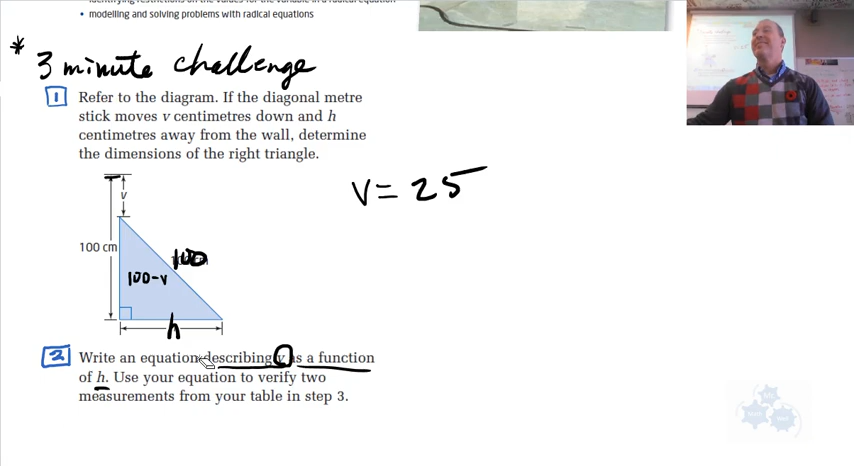 • modelling and solving problems with radical equations
* 3 minute challenge
1 Refer to the diagram. If the diagonal metre
stick moves v centimetres down and h
centimetres away from the wall, determine
the dimensions of the right triangle.
v
V = 25
100 cm
100
100-v
h
2 Write an equation describing v as a function
of h. Use your equation to verify two
measurements from your table in step 3.